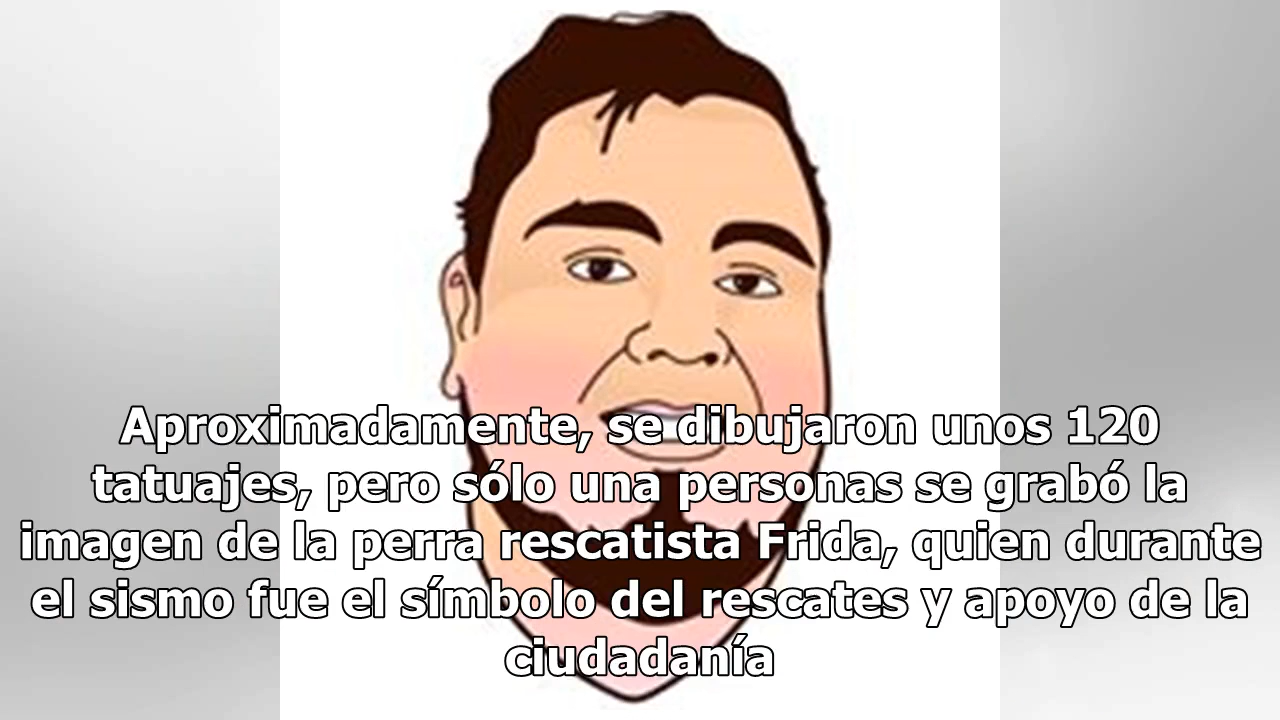 Aproximadamente, se dibujaron unos 120
tatuajes, pero sólo una personas se grabó la
imagen de la perra rescatista Frida, quien durante
el sismo fue el símbolo del rescates y apoyo de la
ciudadanía